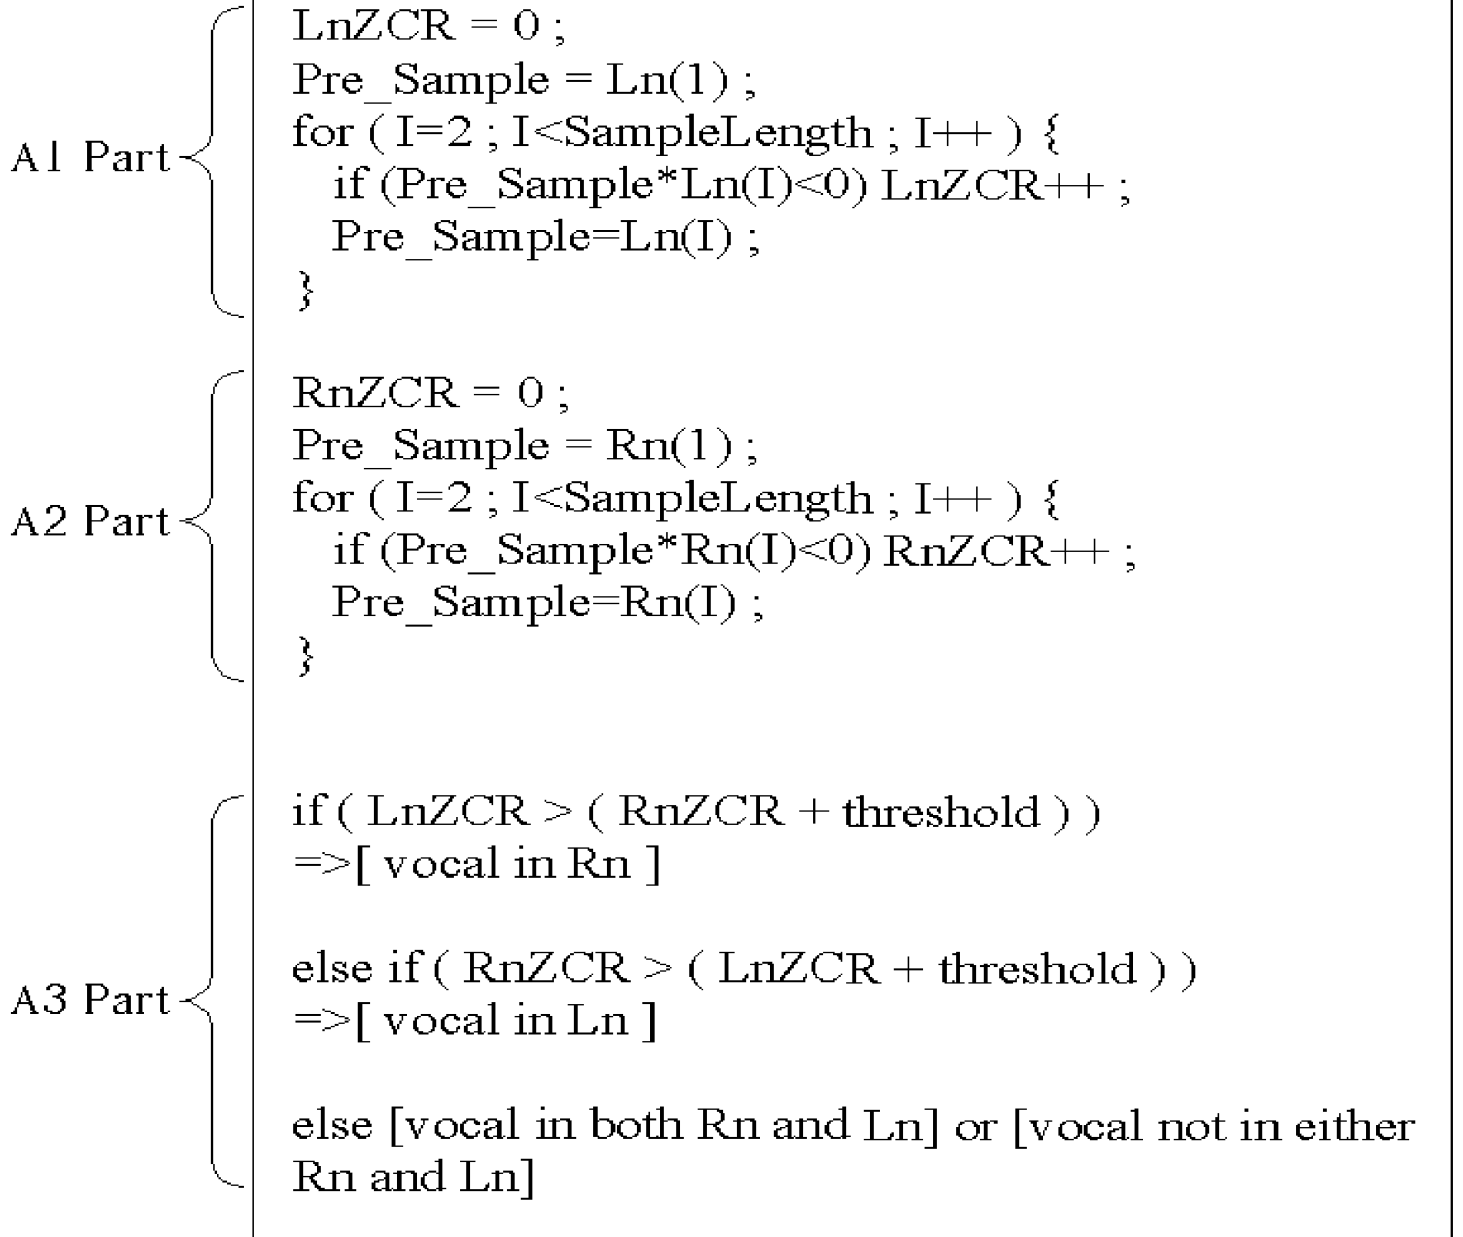 LnZCR = 0 ;
Pre_Sample = Ln(1) ;
for ( I=2 ; I<SampleLength ; I++ ) {
A1 Part
if (Pre_Sample*Ln(I)<0) LnZCR++ ;
Pre_Sample=Ln(I) ;
}
RnZCR = 0 ;
Pre_Sample = Rn(1) ;
for ( I=2 ; I<SampleLength ; I++ ) {
A2 Part
if (Pre_Sample*Rn(I)<0) RnZCR++ ;
Pre_Sample=Rn(I) ;
}
if ( LnZCR > ( RnZCR + threshold ) )
=>[ vocal in Rn ]
else if ( RnZCR > ( LnZCR + threshold ) )
A3 Part
=>[ vocal in Ln ]
else [vocal in both Rn and Ln] or [vocal not in either
Rn and Ln]